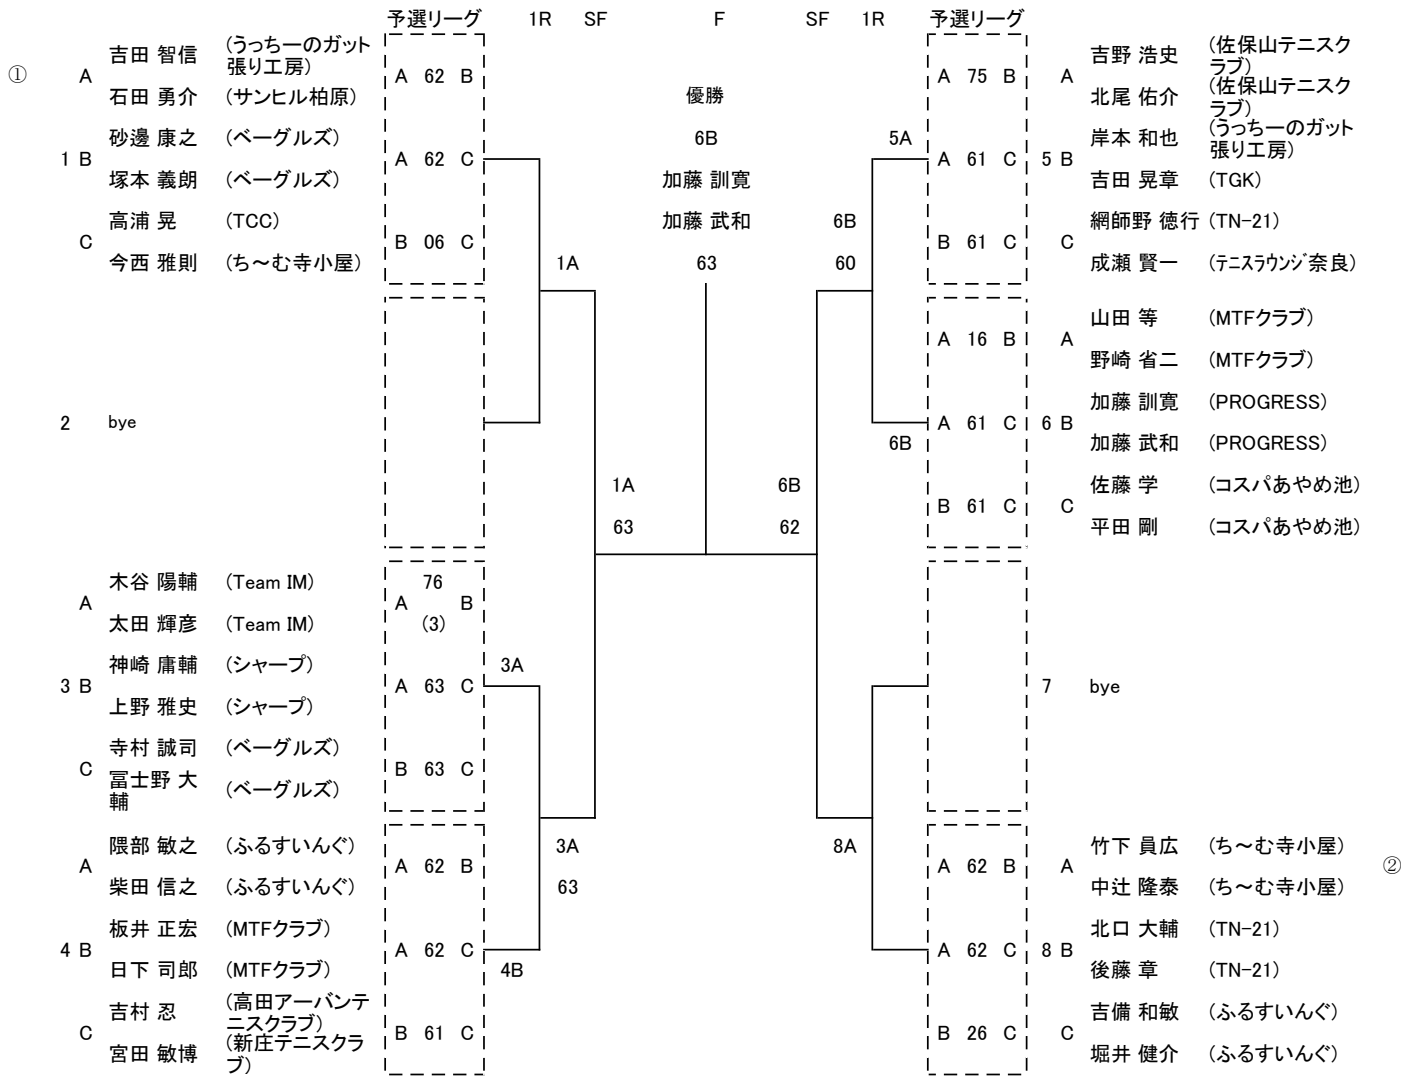 予選リーグ 1R SF F SF 1R 予選リーグ
①
A
吉田 智信 (うっちーのガット
張り工房)
石田 勇介 (サンヒル柏原)
1 B
砂邊 康之 (ベーグルズ)
塚本 義朗 (ベーグルズ)
C
高浦 晃 (TCC)
今西 雅則 (ち～む寺小屋)
A 62 B
A 62 C
B 06 C
1A
2 bye
A
木谷 陽輔 (Team IM)
太田 輝彦 (Team IM)
3 B
神崎 庸輔 (シャープ)
上野 雅史 (シャープ)
C
寺村 誠司 (ベーグルズ)
冨士野 大
輔
(ベーグルズ)
76
A B
(3)
A 63 C
B 63 C
3A
A
隈部 敏之 (ふるすいんぐ)
柴田 信之 (ふるすいんぐ)
4 B
板井 正宏 (MTFクラブ)
日下 司郎 (MTFクラブ)
C
吉村 忍 (高田アーバンテ
ニスクラブ)
宮田 敏博 (新庄テニスクラ
ブ)
A 62 B
A 62 C
B 61 C
4B
3A
63
1A
63
優勝
6B
加藤 訓寛
加藤 武和
63
6B
62
5A
6B
60
6B
8A
A 75 B
A 61 C
B 61 C
A
吉野 浩史 (佐保山テニスク
ラブ)
北尾 佑介 (佐保山テニスク
ラブ)
5 B
岸本 和也 (うっちーのガット
張り工房)
吉田 晃章 (TGK)
C
網師野 徳行 (TN-21)
成瀬 賢一 (ﾃﾆｽﾗｳﾝｼﾞ奈良)
A 16 B
A 61 C
B 61 C
A
山田 等 (MTFクラブ)
野崎 省二 (MTFクラブ)
6 B
加藤 訓寛 (PROGRESS)
加藤 武和 (PROGRESS)
C
佐藤 学 (コスパあやめ池)
平田 剛 (コスパあやめ池)
7 bye
A 62 B
A 62 C
B 26 C
A
竹下 員広 (ち～む寺小屋)
中辻 隆泰 (ち～む寺小屋)
②
8 B
北口 大輔 (TN-21)
後藤 章 (TN-21)
C
吉備 和敏 (ふるすいんぐ)
堀井 健介 (ふるすいんぐ)